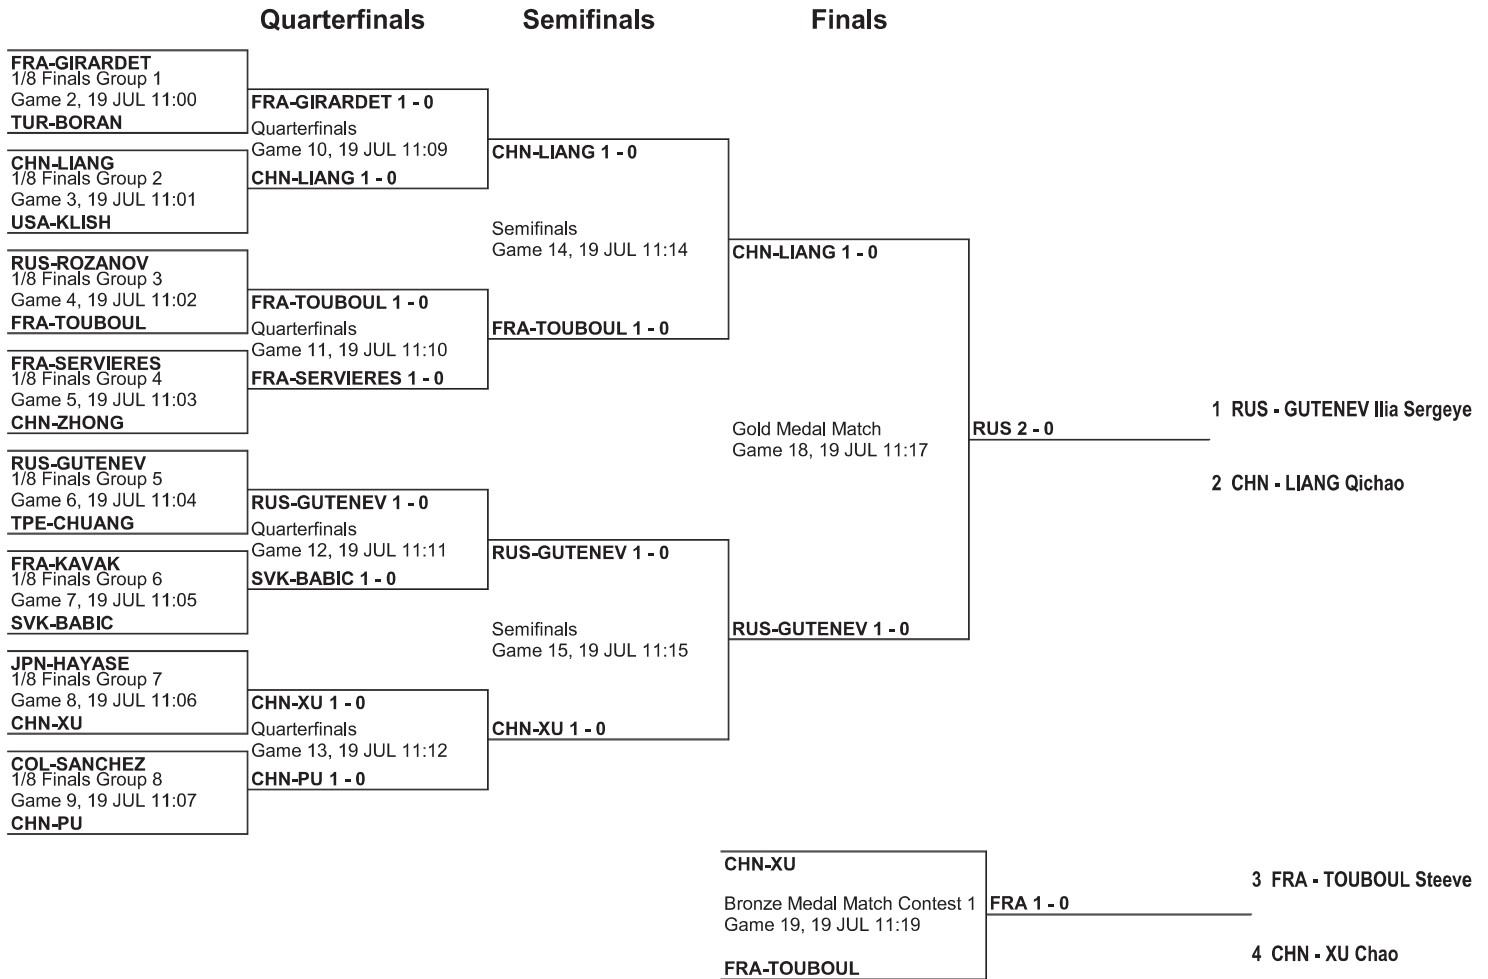 Quarterfinals Semifinals Finals
FRA-GIRARDET
1/8 Finals Group 1
Game 2, 19 JUL 11:00
TUR-BORAN
CHN-LIANG
1/8 Finals Group 2
Game 3, 19 JUL 11:01
USA-KLISH
RUS-ROZANOV
1/8 Finals Group 3
Game 4, 19 JUL 11:02
FRA-TOUBOUL
FRA-SERVIERES
1/8 Finals Group 4
Game 5, 19 JUL 11:03
CHN-ZHONG
RUS-GUTENEV
1/8 Finals Group 5
Game 6, 19 JUL 11:04
TPE-CHUANG
FRA-KAVAK
1/8 Finals Group 6
Game 7, 19 JUL 11:05
SVK-BABIC
JPN-HAYASE
1/8 Finals Group 7
Game 8, 19 JUL 11:06
CHN-XU
COL-SANCHEZ
1/8 Finals Group 8
Game 9, 19 JUL 11:07
CHN-PU
FRA-GIRARDET 1 - 0
Quarterfinals
Game 10, 19 JUL 11:09
CHN-LIANG 1 - 0
FRA-TOUBOUL 1 - 0
Quarterfinals
Game 11, 19 JUL 11:10
FRA-SERVIERES 1 - 0
RUS-GUTENEV 1 - 0
Quarterfinals
Game 12, 19 JUL 11:11
SVK-BABIC 1 - 0
CHN-XU 1 - 0
Quarterfinals
Game 13, 19 JUL 11:12
CHN-PU 1 - 0
CHN-LIANG 1 - 0
Semifinals
Game 14, 19 JUL 11:14
FRA-TOUBOUL 1 - 0
RUS-GUTENEV 1 - 0
Semifinals
Game 15, 19 JUL 11:15
CHN-XU 1 - 0
CHN-LIANG 1 - 0
Gold Medal Match
Game 18, 19 JUL 11:17
RUS-GUTENEV 1 - 0
RUS 2 - 0
1 RUS - GUTENEV Ilia Sergeye
2 CHN - LIANG Qichao
CHN-XU
Bronze Medal Match Contest 1
Game 19, 19 JUL 11:19
FRA-TOUBOUL
FRA 1 - 0
3 FRA - TOUBOUL Steeve
4 CHN - XU Chao